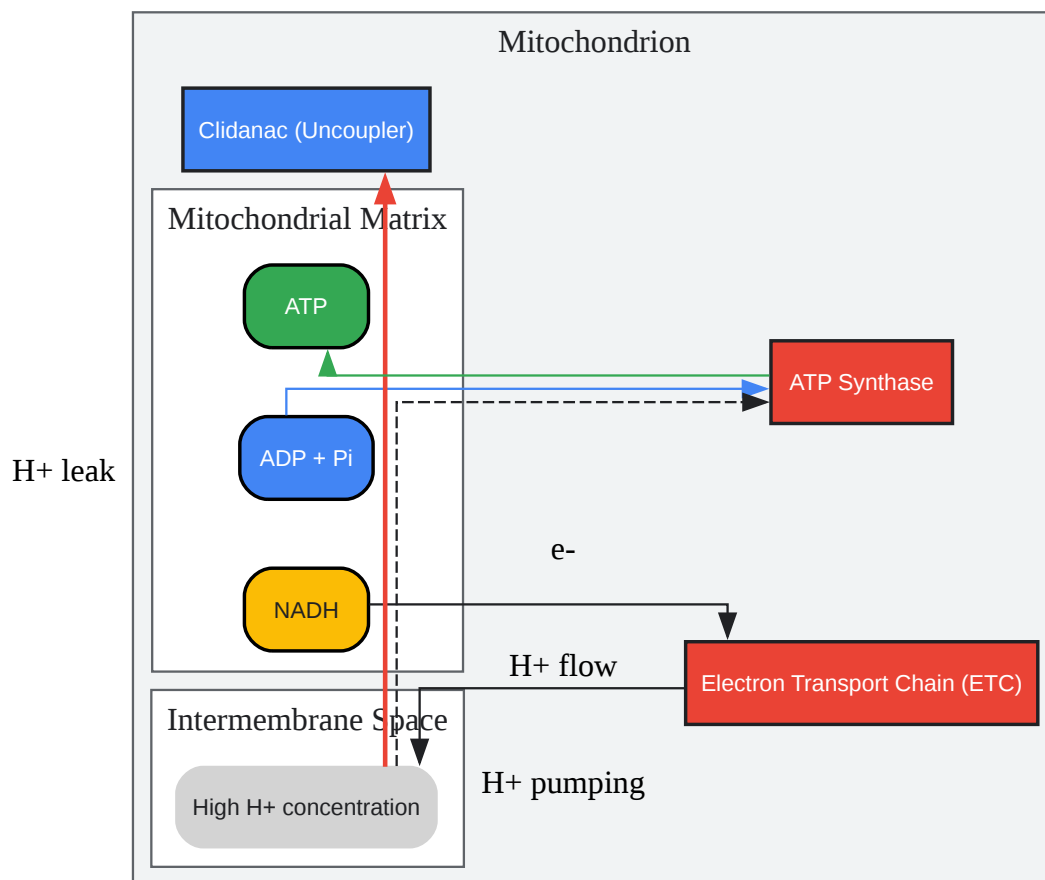 Mitochondrion
Clidanac (Uncoupler)
Mitochondrial Matrix
ATP
ATP Synthase
ADP + Pi
H+ leak
e-
NADH
H+ flow
Electron Transport Chain (ETC)
Intermembrane Space
H+ pumping
High H+ concentration